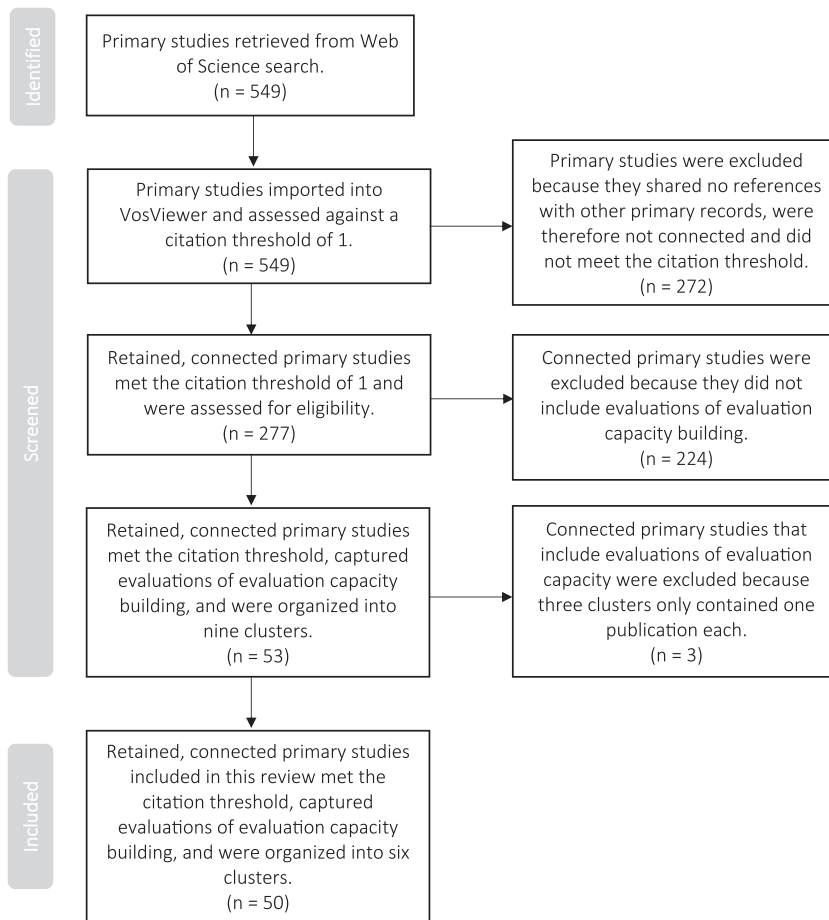 Identified
Primary studies retrieved from Web
of Science search.
(n = 549)
Screened
Primary studies imported into
VosViewer and assessed against a
citation threshold of 1.
(n = 549)
Primary studies were excluded
because they shared no references
with other primary records, were
therefore not connected and did
not meet the citation threshold.
(n = 272)
Retained, connected primary studies
met the citation threshold of 1 and
were assessed for eligibility.
(n = 277)
Connected primary studies were
excluded because they did not
include evaluations of evaluation
capacity building.
(n = 224)
Retained, connected primary studies
met the citation threshold, captured
evaluations of evaluation capacity
building, and were organized into
nine clusters.
(n = 53)
Connected primary studies that
include evaluations of evaluation
capacity were excluded because
three clusters only contained one
publication each.
(n = 3)
Included
Retained, connected primary studies
included in this review met the
citation threshold, captured
evaluations of evaluation capacity
building, and were organized into six
clusters.
(n = 50)